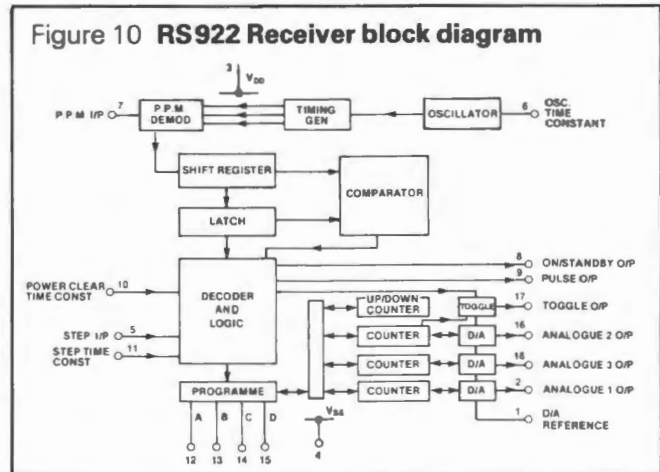 Figure 10 RS922 Receiver block diagram
3
VDD
PPM I/P 7
P.P.M
DEMOD
TIMING
GEN
OSCILLATOR
6 OSC.
TIME
CONSTANT
SHIFT REGISTER
COMPARATOR
LATCH
DECODER
AND
LOGIC
POWER CLEAR 10
TIME CONST
STEP I/P 5
STEP TIME 11
CONST
8 ON/STANDBY O/P
9 PULSE O/P
UP/DOWN
COUNTER
TOGGLE
17 TOGGLE O/P
COUNTER
D/A
16 ANALOGUE 2 O/P
COUNTER
D/A
18 ANALOGUE 3 O/P
COUNTER
D/A
2 ANALOGUE 1 O/P
1 D/A
REFERENCE
PROGRAMME
VSS
4
A B C D
12 13 14 15